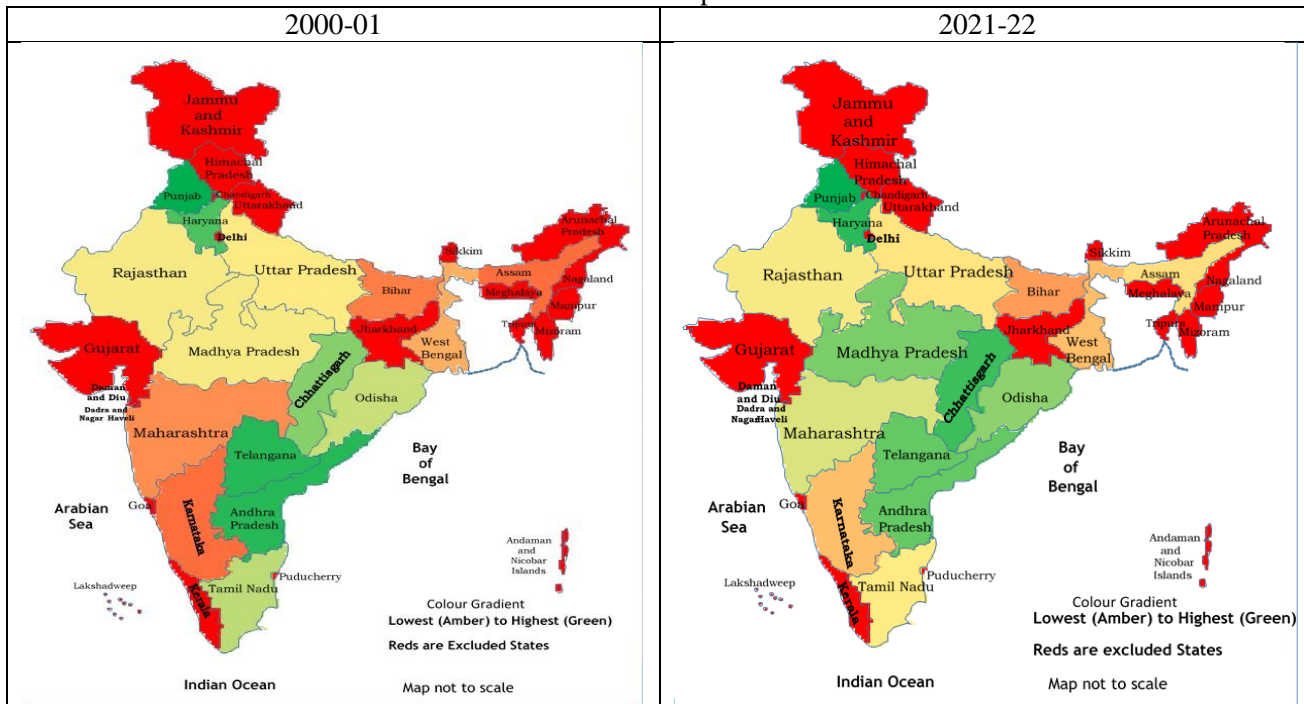 2000-01
2021-22
Jammu
and
Kashmir
Himachal
Pradesh
Punjab
Chandigarh
Uttarakhand
Haryana
Delhi
Rajasthan
Uttar Pradesh
Sikkim
Arunachal
Pradesh
Assam
Nagaland
Meghalaya
Manipur
Tripura
Mizoram
Bihar
Jharkhand
West
Bengal
Gujarat
Madhya Pradesh
Chhattisgarh
Odisha
Daman
and Diu
Dadra and
Nagar Haveli
Maharashtra
Telangana
Bay
of
Bengal
Arabian
Sea
Goa
Karnataka
Andhra
Pradesh
Andaman
and
Nicobar
Islands
Lakshadweep
Kerala
Tamil Nadu
Puducherry
Colour Gradient
Lowest (Amber) to Highest (Green)
Reds are Excluded States
Indian Ocean
Map not to scale
Jammu
and
Kashmir
Himachal
Pradesh
Punjab
Chandigarh
Uttarakhand
Haryana
Delhi
Rajasthan
Uttar Pradesh
Sikkim
Arunachal
Pradesh
Assam
Nagaland
Meghalaya
Manipur
Tripura
Mizoram
Bihar
Jharkhand
West
Bengal
Gujarat
Madhya Pradesh
Chhattisgarh
Odisha
Daman
and Diu
Dadra and
Nagar Haveli
Maharashtra
Telangana
Bay
of
Bengal
Arabian
Sea
Goa
Karnataka
Andhra
Pradesh
Andaman
and
Nicobar
Islands
Lakshadweep
Kerala
Tamil Nadu
Puducherry
Colour Gradient
Lowest (Amber) to Highest (Green)
Reds are excluded States
Indian Ocean
Map not to scale